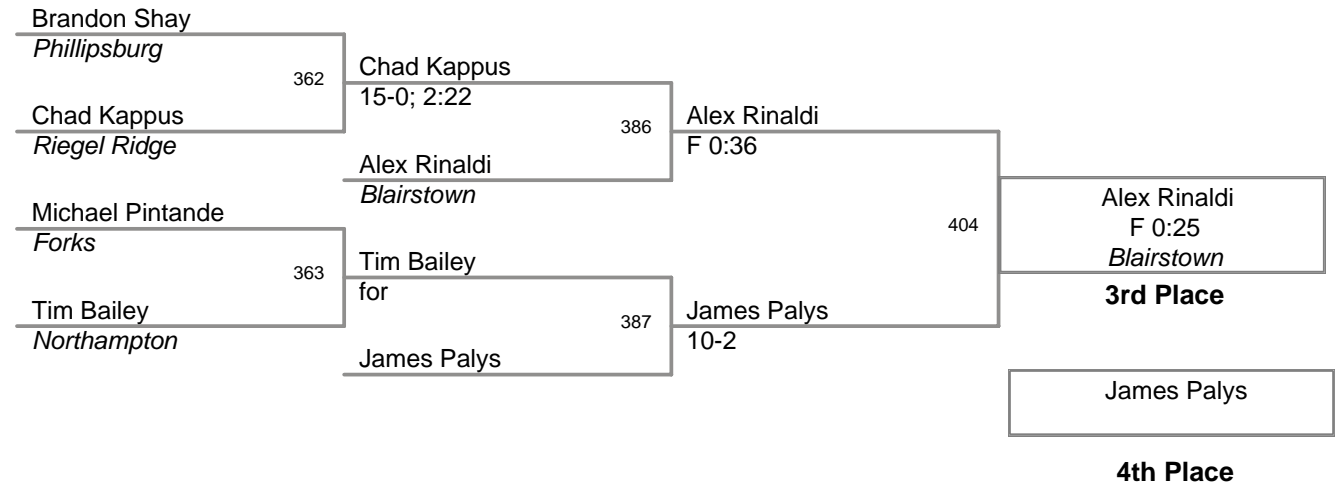 Brandon Shay
Phillipsburg
362
Chad Kappus
15-0; 2:22
Chad Kappus
Riegel Ridge
386
Alex Rinaldi
F 0:36
Alex Rinaldi
Blairstown
Michael Pintande
Forks
404
Alex Rinaldi
F 0:25
Blairstown
3rd Place
363
Tim Bailey
for
Tim Bailey
Northampton
387
James Palys
10-2
James Palys
James Palys
4th Place